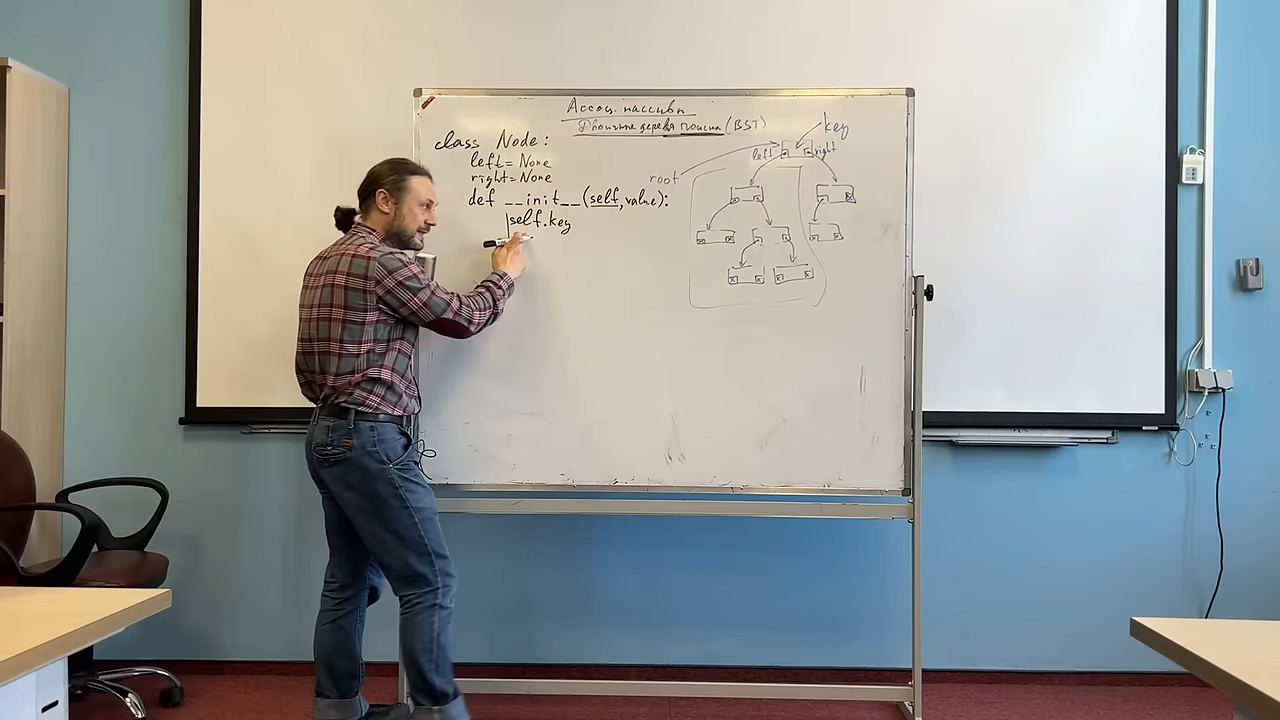 Ассоц. массивы
Двоичные деревья поиска (BST)
class Node:
left = None
right = None
def __init__(self, value):
self.key
key
left
right
root